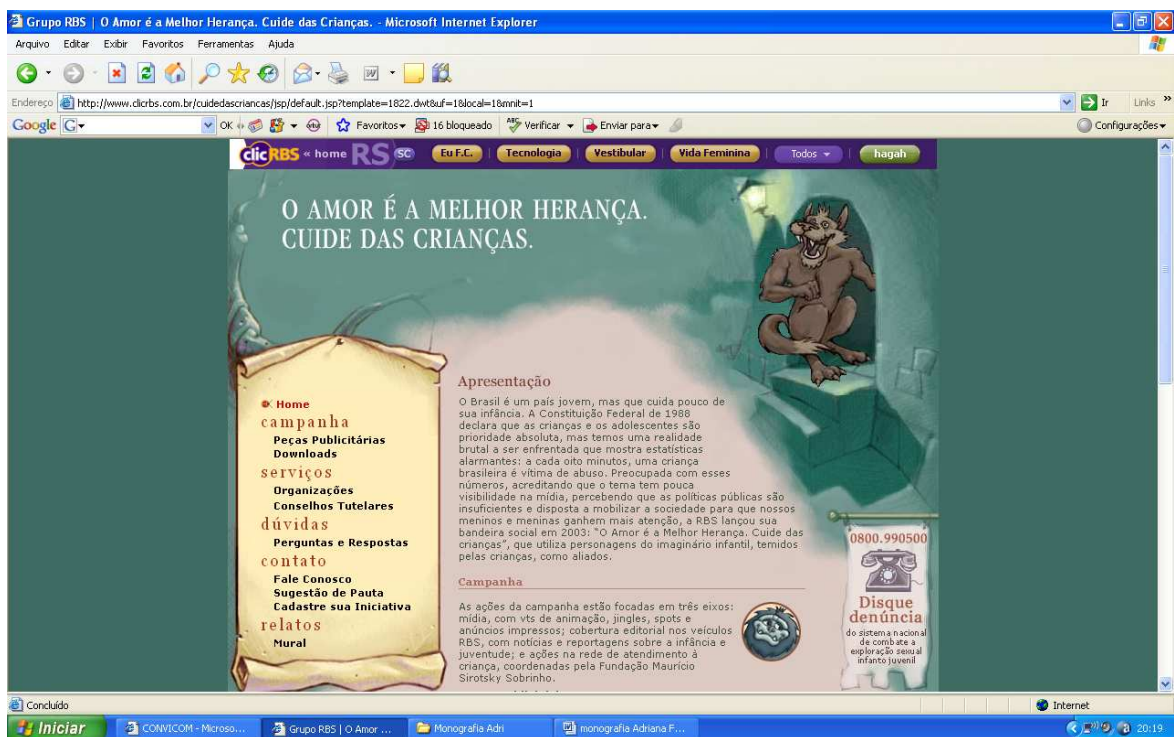 Grupo RBS | O Amor é a Melhor Herança. Cuide das Crianças. - Microsoft Internet Explorer
Arquivo Editar Exibir Favoritos Ferramentas Ajuda
Endereço http://www.clicrbs.com.br/cuidedascriancas/jsp/default.jsp?template=1822.dwt&uf=1&local=1&mnit=1 Ir Links »
Google G OK Favoritos 16 bloqueado Verificar Enviar para Configurações
clicRBS « home RS SC Eu F.C. | Tecnologia | Vestibular | Vida Feminina | Todos | hagah
O AMOR É A MELHOR HERANÇA.
CUIDE DAS CRIANÇAS.
Home
campanha
Peças Publicitárias
Downloads
serviços
Organizações
Conselhos Tutelares
dúvidas
Perguntas e Respostas
contato
Fale Conosco
Sugestão de Pauta
Cadastre sua Iniciativa
relatos
Mural
Apresentação
O Brasil é um país jovem, mas que cuida pouco de
sua infância. A Constituição Federal de 1988
declara que as crianças e os adolescentes são
prioridade absoluta, mas temos uma realidade
brutal a ser enfrentada que mostra estatísticas
alarmantes: a cada oito minutos, uma criança
brasileira é vítima de abuso. Preocupada com esses
números, acreditando que o tema tem pouca
visibilidade na mídia, percebendo que as políticas públicas são
insuficientes e disposta a mobilizar a sociedade para que nossos
meninos e meninas ganhem mais atenção, a RBS lançou sua
bandeira social em 2003: "O Amor é a Melhor Herança. Cuide das
crianças", que utiliza personagens do imaginário infantil, temidos
pelas crianças, como aliados.
Campanha
As ações da campanha estão focadas em três eixos:
mídia, com vts de animação, jingles, spots e
anúncios impressos; cobertura editorial nos veículos
RBS, com notícias e reportagens sobre a infância e
juventude; e ações na rede de atendimento à
criança, coordenadas pela Fundação Maurício
Sirotsky Sobrinho.
0800.990500
Disque
denúncia
do sistema nacional
de combate a
exploração sexual
infanto juvenil
Concluído Internet
Iniciar CONVICOM - Microso... Grupo RBS | O Amor ... Monografia Adri monografia Adriana F... 20:19